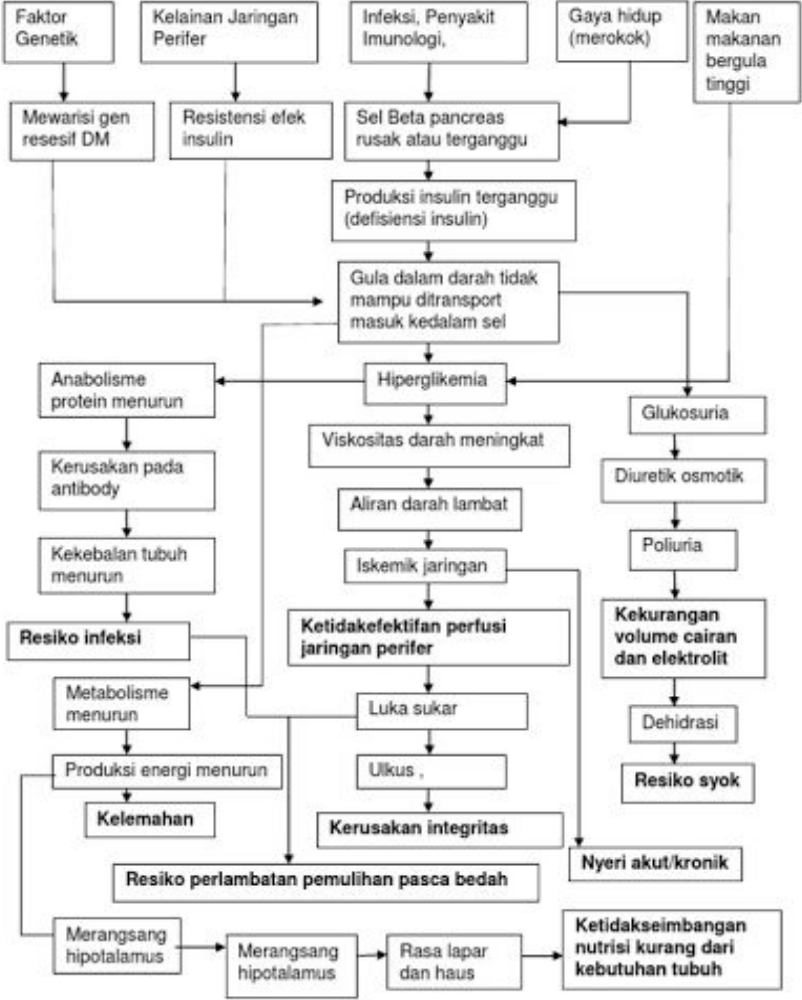 Faktor
Genetik
Kelainan Jaringan
Perifer
Infeksi, Penyakit
Imunologi,
Gaya hidup
(merokok)
Makan
makanan
bergula
tinggi
Mewarisi gen
resesif DM
Resistensi efek
insulin
Sel Beta pancreas
rusak atau terganggu
Produksi insulin terganggu
(defisiensi insulin)
Gula dalam darah tidak
mampu ditransport
masuk kedalam sel
Anabolisme
protein menurun
Hiperglikemia
Glukosuria
Viskositas darah meningkat
Kerusakan pada
antibody
Diuretik osmotik
Aliran darah lambat
Kekebalan tubuh
menurun
Iskemik jaringan
Poliuria
Resiko infeksi
Ketidakefektifan perfusi
jaringan perifer
Kekurangan
volume cairan
dan elektrolit
Metabolisme
menurun
Luka sukar
Dehidrasi
Produksi energi menurun
Ulkus ,
Resiko syok
Kelemahan
Kerusakan integritas
Nyeri akut/kronik
Resiko perlambatan pemulihan pasca bedah
Merangsang
hipotalamus
Merangsang
hipotalamus
Rasa lapar
dan haus
Ketidakseimbangan
nutrisi kurang dari
kebutuhan tubuh